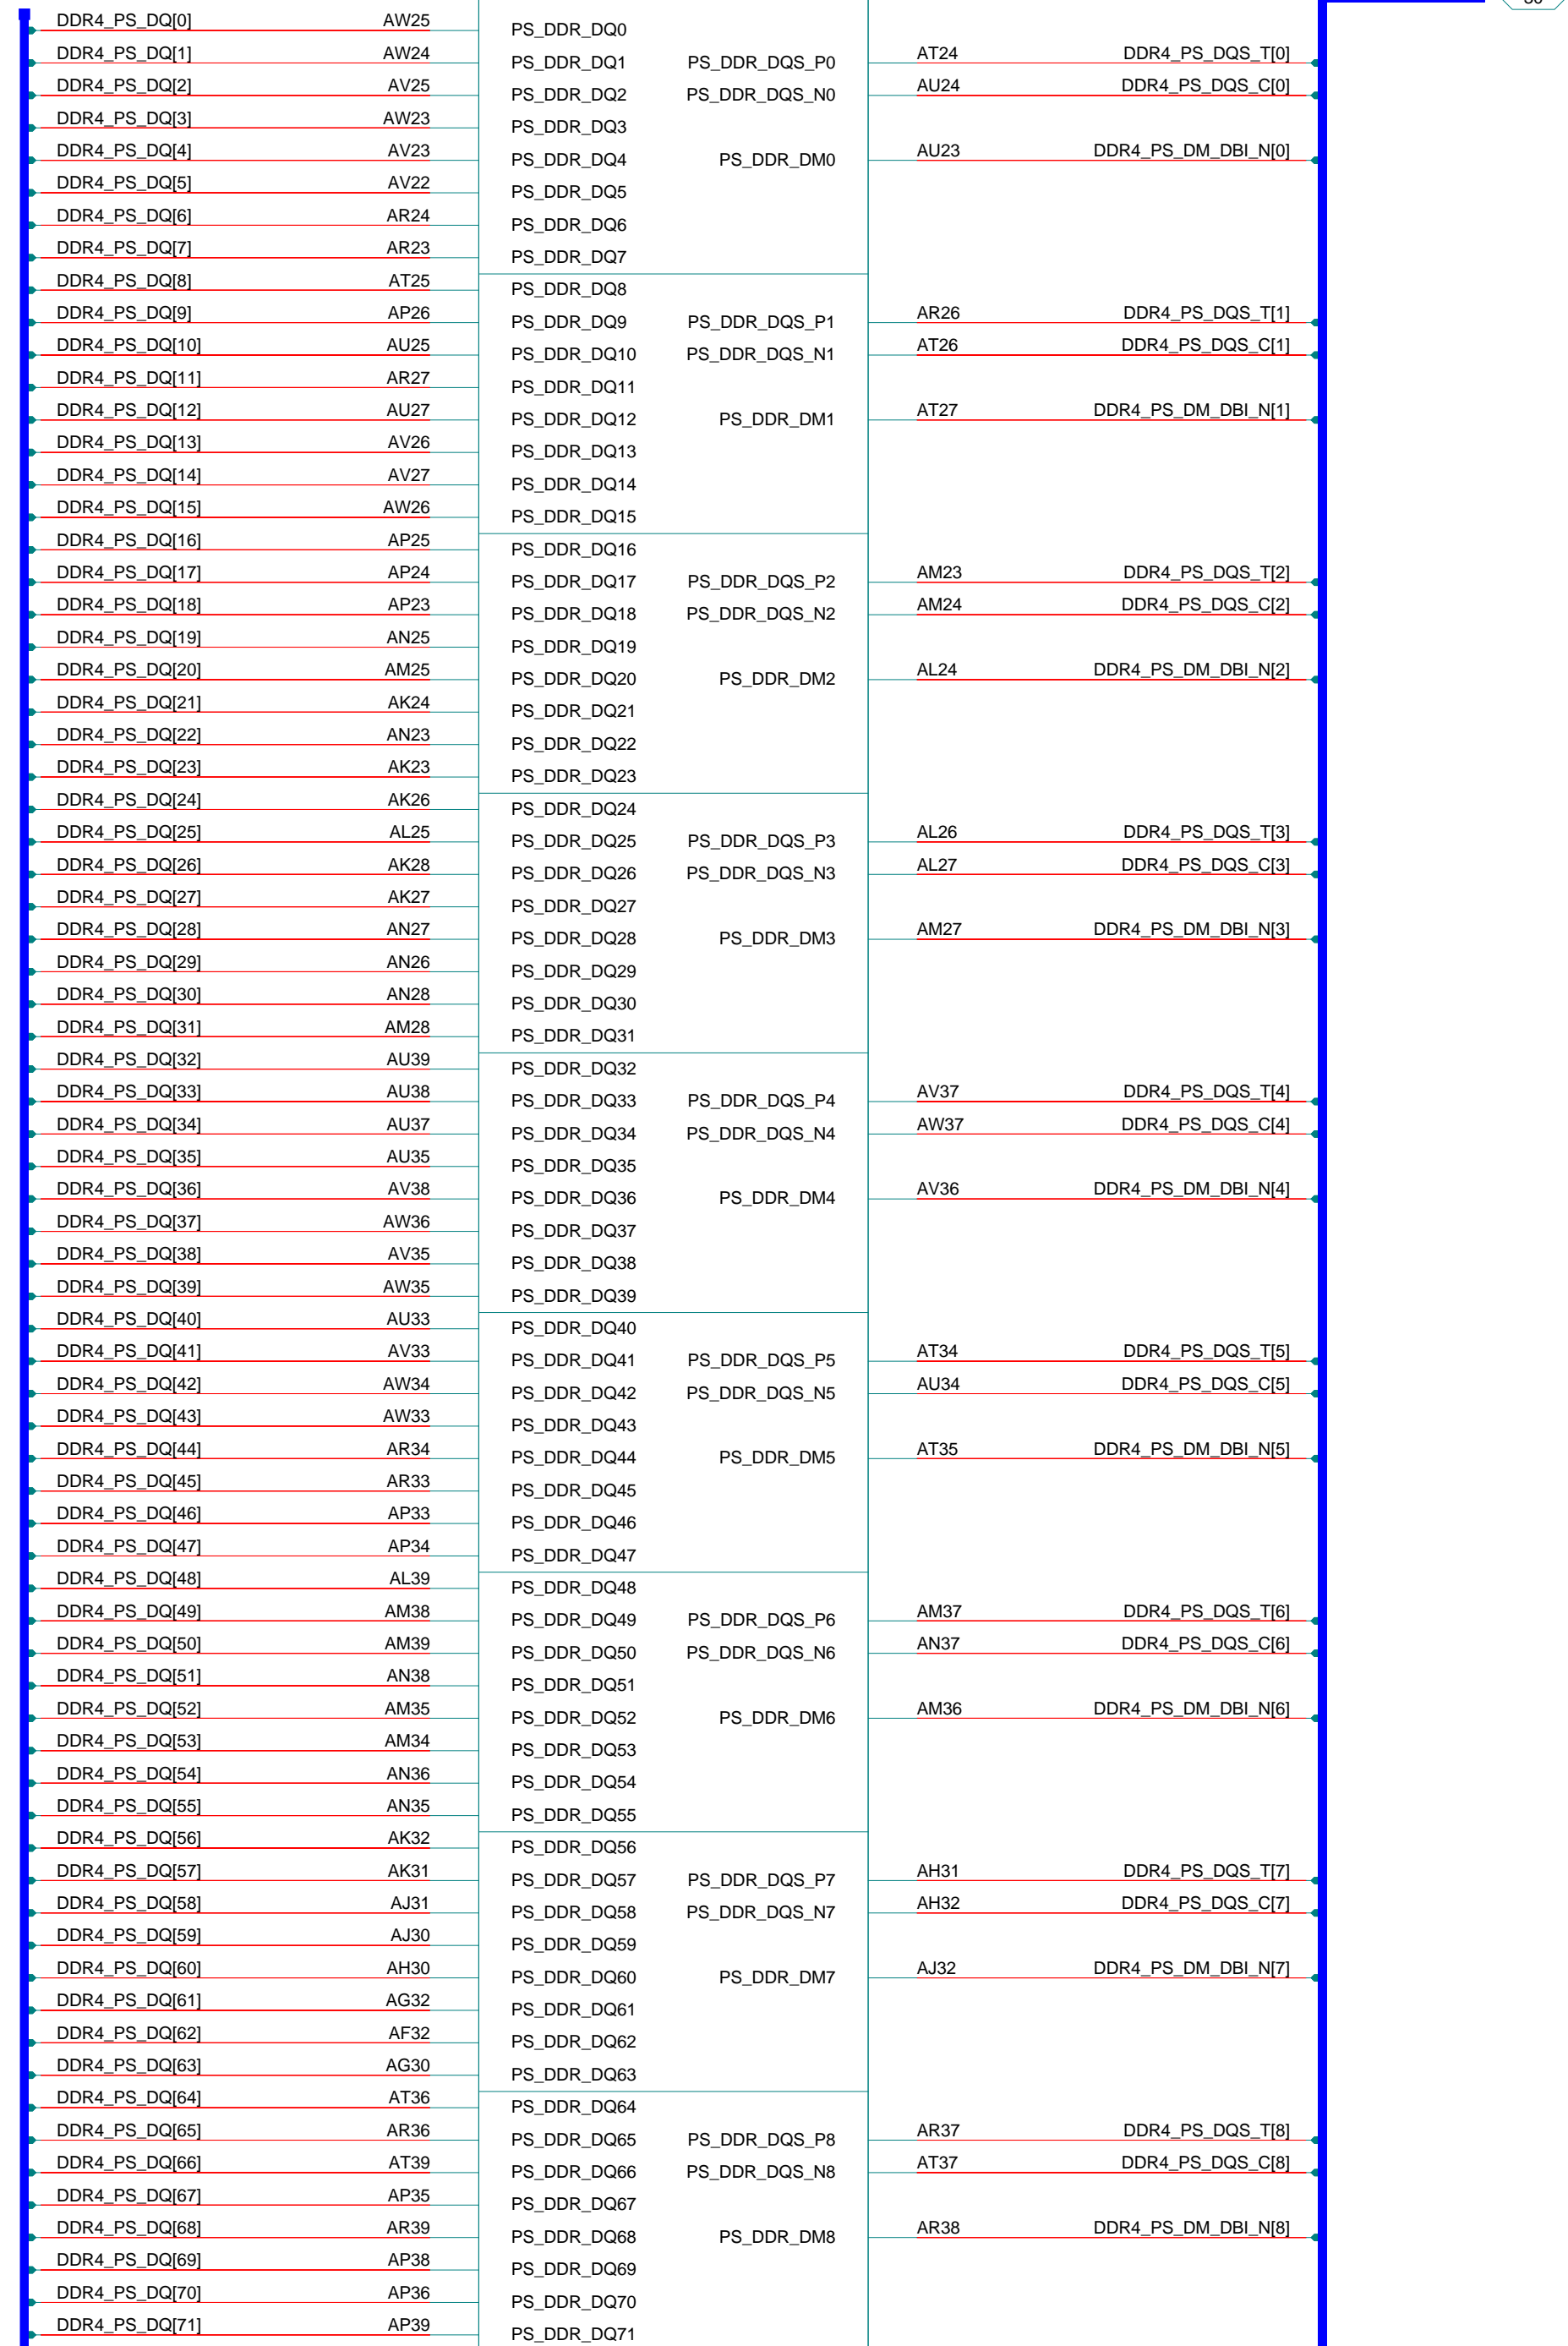 DDR4_PS_DQ[0] AW25 PS_DDR_DQ0
DDR4_PS_DQ[1] AW24 PS_DDR_DQ1 PS_DDR_DQS_P0 AT24 DDR4_PS_DQS_T[0]
DDR4_PS_DQ[2] AV25 PS_DDR_DQ2 PS_DDR_DQS_N0 AU24 DDR4_PS_DQS_C[0]
DDR4_PS_DQ[3] AW23 PS_DDR_DQ3
DDR4_PS_DQ[4] AV23 PS_DDR_DQ4 PS_DDR_DM0 AU23 DDR4_PS_DM_DBI_N[0]
DDR4_PS_DQ[5] AV22 PS_DDR_DQ5
DDR4_PS_DQ[6] AR24 PS_DDR_DQ6
DDR4_PS_DQ[7] AR23 PS_DDR_DQ7
DDR4_PS_DQ[8] AT25 PS_DDR_DQ8
DDR4_PS_DQ[9] AP26 PS_DDR_DQ9 PS_DDR_DQS_P1 AR26 DDR4_PS_DQS_T[1]
DDR4_PS_DQ[10] AU25 PS_DDR_DQ10 PS_DDR_DQS_N1 AT26 DDR4_PS_DQS_C[1]
DDR4_PS_DQ[11] AR27 PS_DDR_DQ11
DDR4_PS_DQ[12] AU27 PS_DDR_DQ12 PS_DDR_DM1 AT27 DDR4_PS_DM_DBI_N[1]
DDR4_PS_DQ[13] AV26 PS_DDR_DQ13
DDR4_PS_DQ[14] AV27 PS_DDR_DQ14
DDR4_PS_DQ[15] AW26 PS_DDR_DQ15
DDR4_PS_DQ[16] AP25 PS_DDR_DQ16
DDR4_PS_DQ[17] AP24 PS_DDR_DQ17 PS_DDR_DQS_P2 AM23 DDR4_PS_DQS_T[2]
DDR4_PS_DQ[18] AP23 PS_DDR_DQ18 PS_DDR_DQS_N2 AM24 DDR4_PS_DQS_C[2]
DDR4_PS_DQ[19] AN25 PS_DDR_DQ19
DDR4_PS_DQ[20] AM25 PS_DDR_DQ20 PS_DDR_DM2 AL24 DDR4_PS_DM_DBI_N[2]
DDR4_PS_DQ[21] AK24 PS_DDR_DQ21
DDR4_PS_DQ[22] AN23 PS_DDR_DQ22
DDR4_PS_DQ[23] AK23 PS_DDR_DQ23
DDR4_PS_DQ[24] AK26 PS_DDR_DQ24
DDR4_PS_DQ[25] AL25 PS_DDR_DQ25 PS_DDR_DQS_P3 AL26 DDR4_PS_DQS_T[3]
DDR4_PS_DQ[26] AK28 PS_DDR_DQ26 PS_DDR_DQS_N3 AL27 DDR4_PS_DQS_C[3]
DDR4_PS_DQ[27] AK27 PS_DDR_DQ27
DDR4_PS_DQ[28] AN27 PS_DDR_DQ28 PS_DDR_DM3 AM27 DDR4_PS_DM_DBI_N[3]
DDR4_PS_DQ[29] AN26 PS_DDR_DQ29
DDR4_PS_DQ[30] AN28 PS_DDR_DQ30
DDR4_PS_DQ[31] AM28 PS_DDR_DQ31
DDR4_PS_DQ[32] AU39 PS_DDR_DQ32
DDR4_PS_DQ[33] AU38 PS_DDR_DQ33 PS_DDR_DQS_P4 AV37 DDR4_PS_DQS_T[4]
DDR4_PS_DQ[34] AU37 PS_DDR_DQ34 PS_DDR_DQS_N4 AW37 DDR4_PS_DQS_C[4]
DDR4_PS_DQ[35] AU35 PS_DDR_DQ35
DDR4_PS_DQ[36] AV38 PS_DDR_DQ36 PS_DDR_DM4 AV36 DDR4_PS_DM_DBI_N[4]
DDR4_PS_DQ[37] AW36 PS_DDR_DQ37
DDR4_PS_DQ[38] AV35 PS_DDR_DQ38
DDR4_PS_DQ[39] AW35 PS_DDR_DQ39
DDR4_PS_DQ[40] AU33 PS_DDR_DQ40
DDR4_PS_DQ[41] AV33 PS_DDR_DQ41 PS_DDR_DQS_P5 AT34 DDR4_PS_DQS_T[5]
DDR4_PS_DQ[42] AW34 PS_DDR_DQ42 PS_DDR_DQS_N5 AU34 DDR4_PS_DQS_C[5]
DDR4_PS_DQ[43] AW33 PS_DDR_DQ43
DDR4_PS_DQ[44] AR34 PS_DDR_DQ44 PS_DDR_DM5 AT35 DDR4_PS_DM_DBI_N[5]
DDR4_PS_DQ[45] AR33 PS_DDR_DQ45
DDR4_PS_DQ[46] AP33 PS_DDR_DQ46
DDR4_PS_DQ[47] AP34 PS_DDR_DQ47
DDR4_PS_DQ[48] AL39 PS_DDR_DQ48
DDR4_PS_DQ[49] AM38 PS_DDR_DQ49 PS_DDR_DQS_P6 AM37 DDR4_PS_DQS_T[6]
DDR4_PS_DQ[50] AM39 PS_DDR_DQ50 PS_DDR_DQS_N6 AN37 DDR4_PS_DQS_C[6]
DDR4_PS_DQ[51] AN38 PS_DDR_DQ51
DDR4_PS_DQ[52] AM35 PS_DDR_DQ52 PS_DDR_DM6 AM36 DDR4_PS_DM_DBI_N[6]
DDR4_PS_DQ[53] AM34 PS_DDR_DQ53
DDR4_PS_DQ[54] AN36 PS_DDR_DQ54
DDR4_PS_DQ[55] AN35 PS_DDR_DQ55
DDR4_PS_DQ[56] AK32 PS_DDR_DQ56
DDR4_PS_DQ[57] AK31 PS_DDR_DQ57 PS_DDR_DQS_P7 AH31 DDR4_PS_DQS_T[7]
DDR4_PS_DQ[58] AJ31 PS_DDR_DQ58 PS_DDR_DQS_N7 AH32 DDR4_PS_DQS_C[7]
DDR4_PS_DQ[59] AJ30 PS_DDR_DQ59
DDR4_PS_DQ[60] AH30 PS_DDR_DQ60 PS_DDR_DM7 AJ32 DDR4_PS_DM_DBI_N[7]
DDR4_PS_DQ[61] AG32 PS_DDR_DQ61
DDR4_PS_DQ[62] AF32 PS_DDR_DQ62
DDR4_PS_DQ[63] AG30 PS_DDR_DQ63
DDR4_PS_DQ[64] AT36 PS_DDR_DQ64
DDR4_PS_DQ[65] AR36 PS_DDR_DQ65 PS_DDR_DQS_P8 AR37 DDR4_PS_DQS_T[8]
DDR4_PS_DQ[66] AT39 PS_DDR_DQ66 PS_DDR_DQS_N8 AT37 DDR4_PS_DQS_C[8]
DDR4_PS_DQ[67] AP35 PS_DDR_DQ67
DDR4_PS_DQ[68] AR39 PS_DDR_DQ68 PS_DDR_DM8 AR38 DDR4_PS_DM_DBI_N[8]
DDR4_PS_DQ[69] AP38 PS_DDR_DQ69
DDR4_PS_DQ[70] AP36 PS_DDR_DQ70
DDR4_PS_DQ[71] AP39 PS_DDR_DQ71